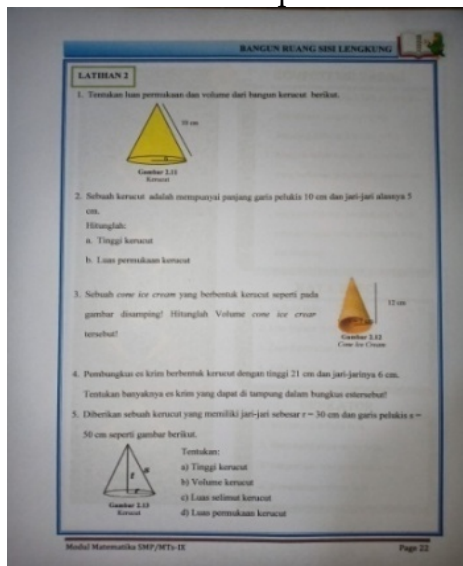 BANGUN RUANG SISI LENGKUNG
LATIHAN 2
1. Tentukan luas permukaan dan volume dari bangun kerucut berikut.
10 cm
Gambar 2.11
Kerucut
2. Sebuah kerucut adalah mempunyai panjang garis pelukis 10 cm dan jari-jari alasnya 5
cm.
Hitunglah:
a. Tinggi kerucut
b. Luas permukaan kerucut
3. Sebuah cone ice cream yang berbentuk kerucut seperti pada
gambar disamping! Hitunglah Volume cone ice cream
tersebut!
12 cm
Gambar 2.12
Cone Ice Cream
4. Pembungkus es krim berbentuk kerucut dengan tinggi 21 cm dan jari-jarinya 6 cm.
Tentukan banyaknya es krim yang dapat di tampung dalam bungkus estersebut!
5. Diberikan sebuah kerucut yang memiliki jari-jari sebesar r = 30 cm dan garis pelukis s =
50 cm seperti gambar berikut.
t
s
r
Gambar 2.13
Kerucut
Tentukan:
a) Tinggi kerucut
b) Volume kerucut
c) Luas selimut kerucut
d) Luas permukaan kerucut
Modul Matematika SMP/MTs-IX
Page 22